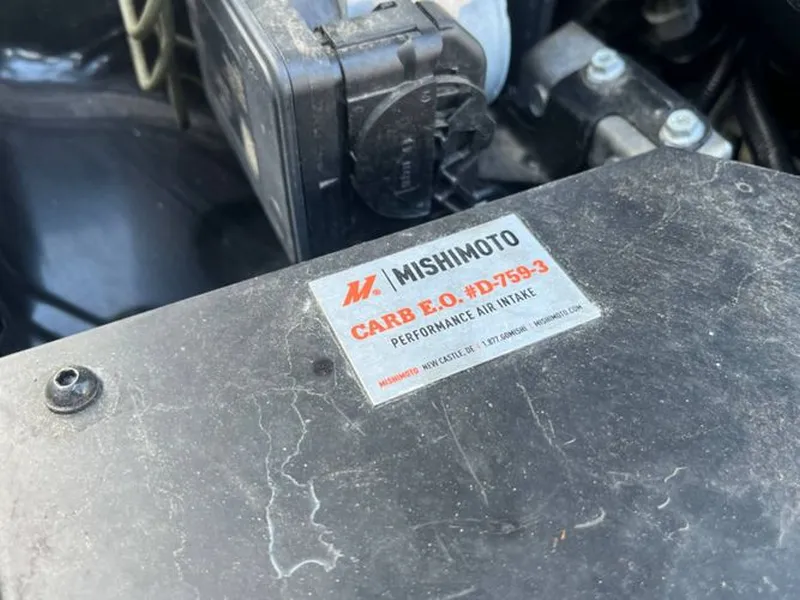 M. | MISHIMOTO
CARB E.O. #D-759-3
PERFORMANCE AIR INTAKE
MISHIMOTO NEW CASTLE, DE | 1.877.GOMISHI | MISHIMOTO.COM